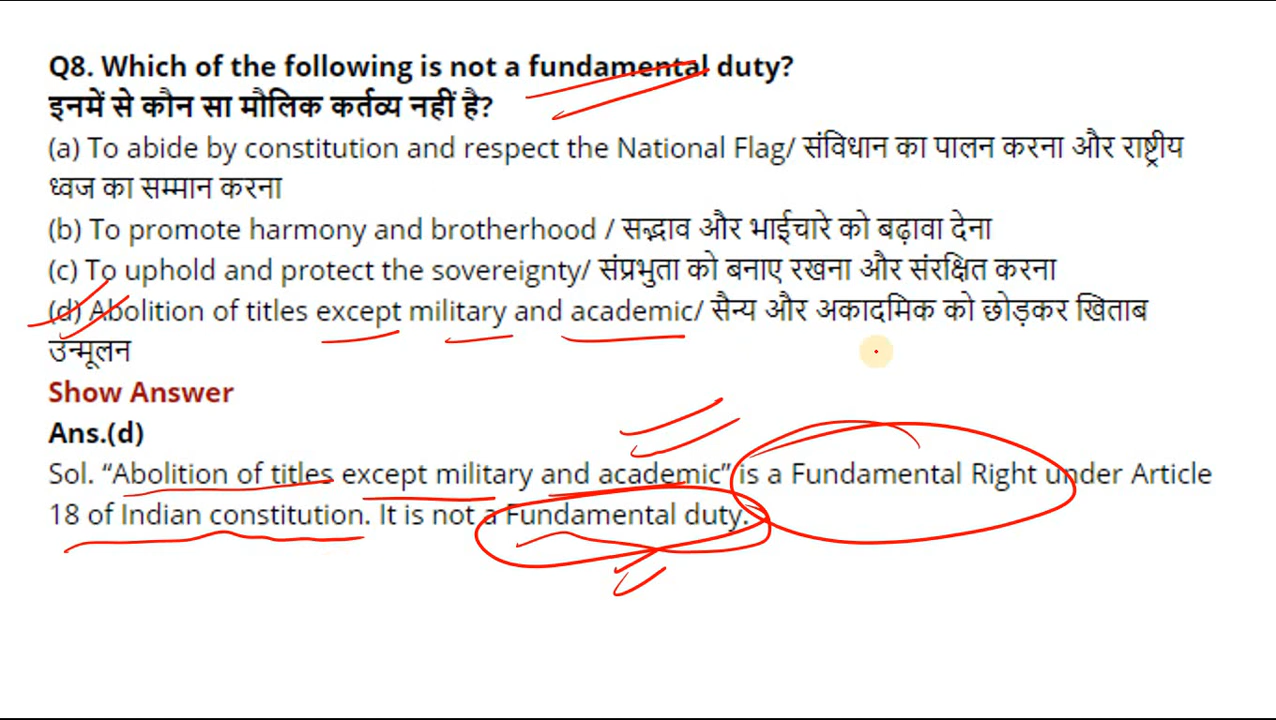 Q8. Which of the following is not a fundamental duty?
इनमें से कौन सा मौलिक कर्तव्य नहीं है?
(a) To abide by constitution and respect the National Flag/ संविधान का पालन करना और राष्ट्रीय
ध्वज का सम्मान करना
(b) To promote harmony and brotherhood / सद्भाव और भाईचारे को बढ़ावा देना
(c) To uphold and protect the sovereignty/ संप्रभुता को बनाए रखना और संरक्षित करना
(d) Abolition of titles except military and academic/ सैन्य और अकादमिक को छोड़कर खिताब
उन्मूलन
Show Answer
Ans.(d)
Sol. “Abolition of titles except military and academic” is a Fundamental Right under Article
18 of Indian constitution. It is not a Fundamental duty.